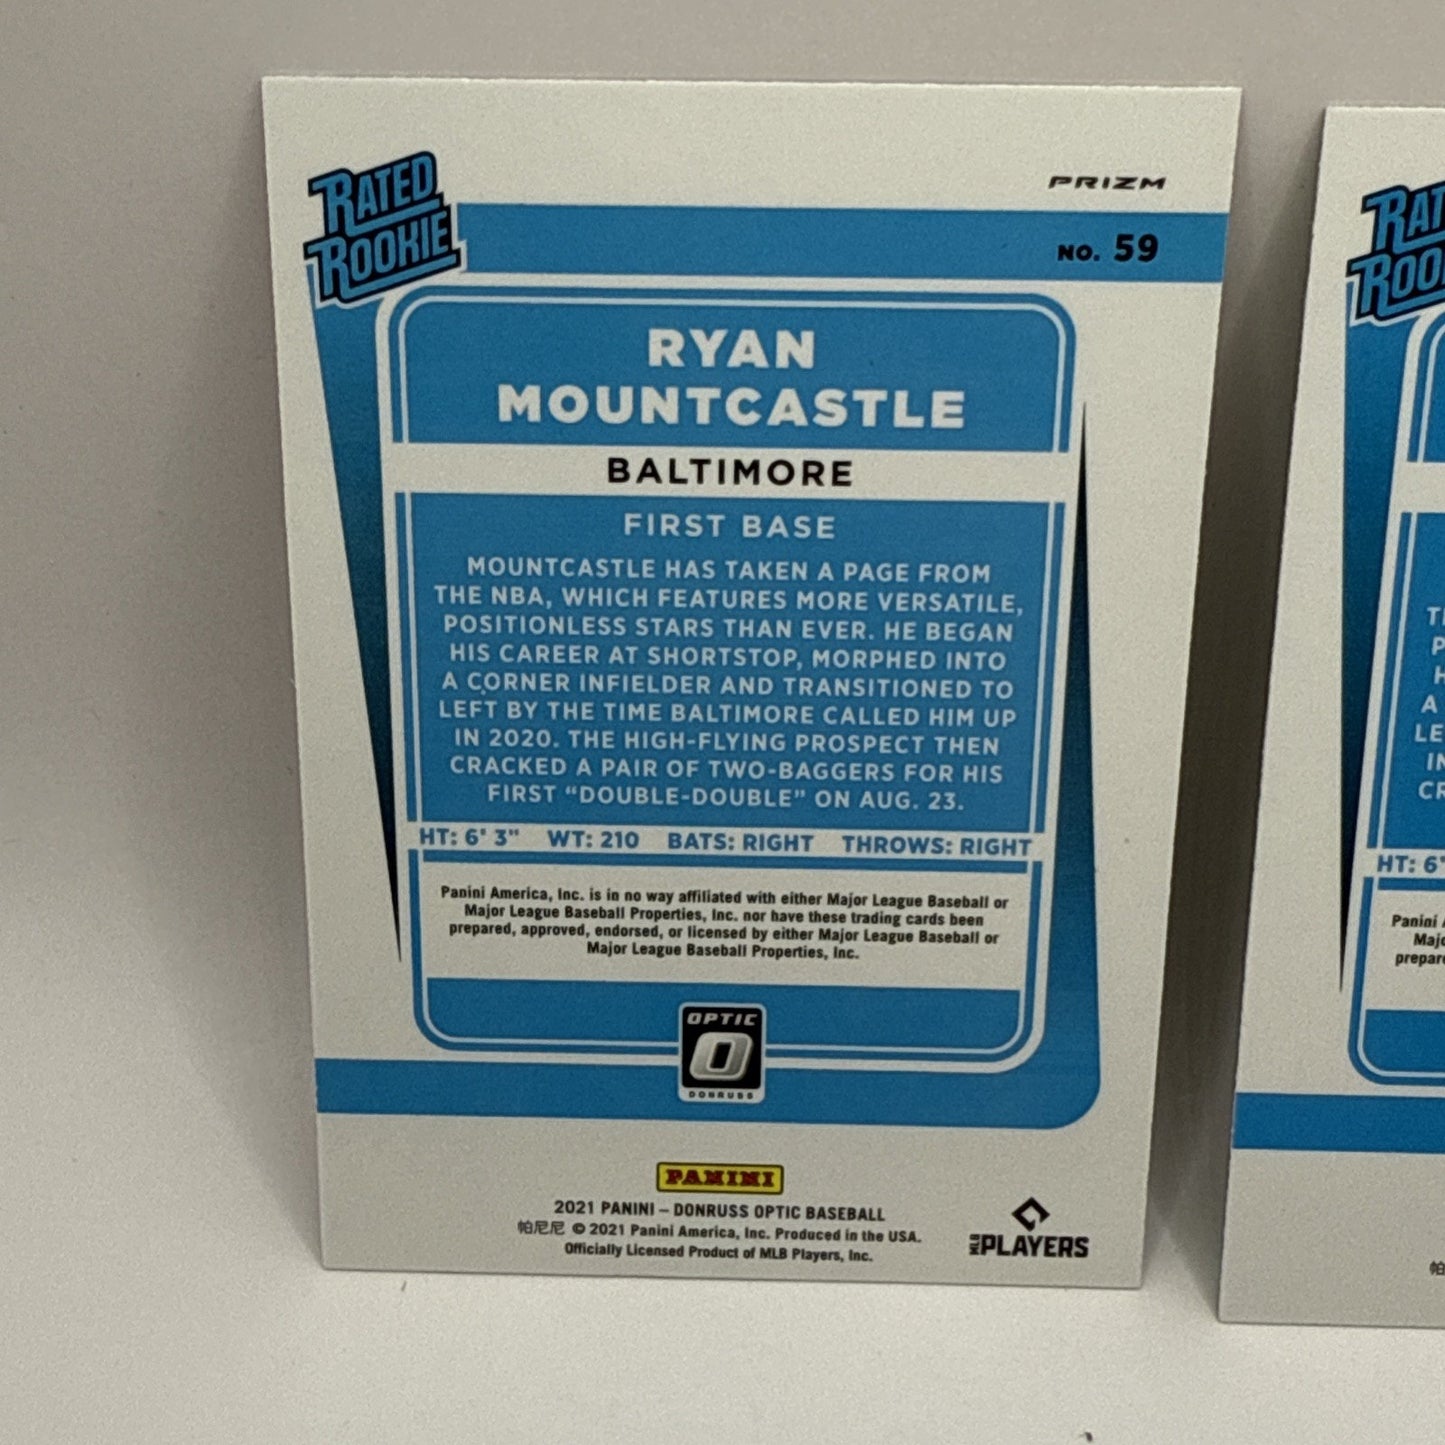 RATED
ROOKIE
PRIZM
NO. 59
RYAN
MOUNTCASTLE
BALTIMORE
FIRST BASE
MOUNTCASTLE HAS TAKEN A PAGE FROM
THE NBA, WHICH FEATURES MORE VERSATILE,
POSITIONLESS STARS THAN EVER. HE BEGAN
HIS CAREER AT SHORTSTOP, MORPHED INTO
A CORNER INFIELDER AND TRANSITIONED TO
LEFT BY THE TIME BALTIMORE CALLED HIM UP
IN 2020. THE HIGH-FLYING PROSPECT THEN
CRACKED A PAIR OF TWO-BAGGERS FOR HIS
FIRST “DOUBLE-DOUBLE” ON AUG. 23.
HT: 6' 3" WT: 210 BATS: RIGHT THROWS: RIGHT
Panini America, Inc. is in no way affiliated with either Major League Baseball or
Major League Baseball Properties, Inc. nor have these trading cards been
prepared, approved, endorsed, or licensed by either Major League Baseball or
Major League Baseball Properties, Inc.
OPTIC
O
DONRUSS
PANINI
2021 PANINI – DONRUSS OPTIC BASEBALL
帕尼尼 © 2021 Panini America, Inc. Produced in the USA.
Officially Licensed Product of MLB Players, Inc.
MLB PLAYERS
HT: 6'
Panini